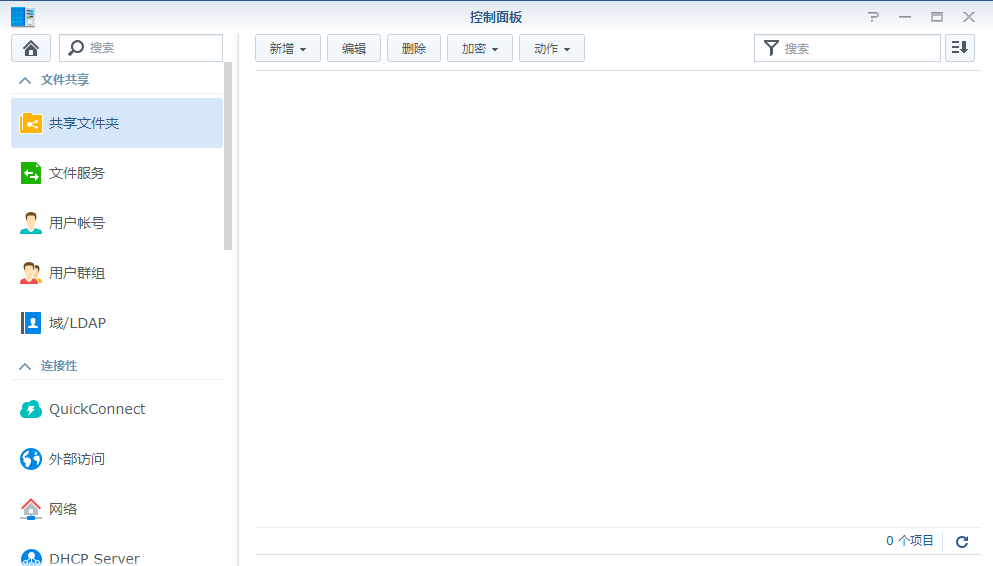 控制面板
搜索
新增 编辑 删除 加密 动作
搜索
文件共享
共享文件夹
文件服务
用户帐号
用户群组
域/LDAP
连接性
QuickConnect
外部访问
网络
DHCP Server
0 个项目